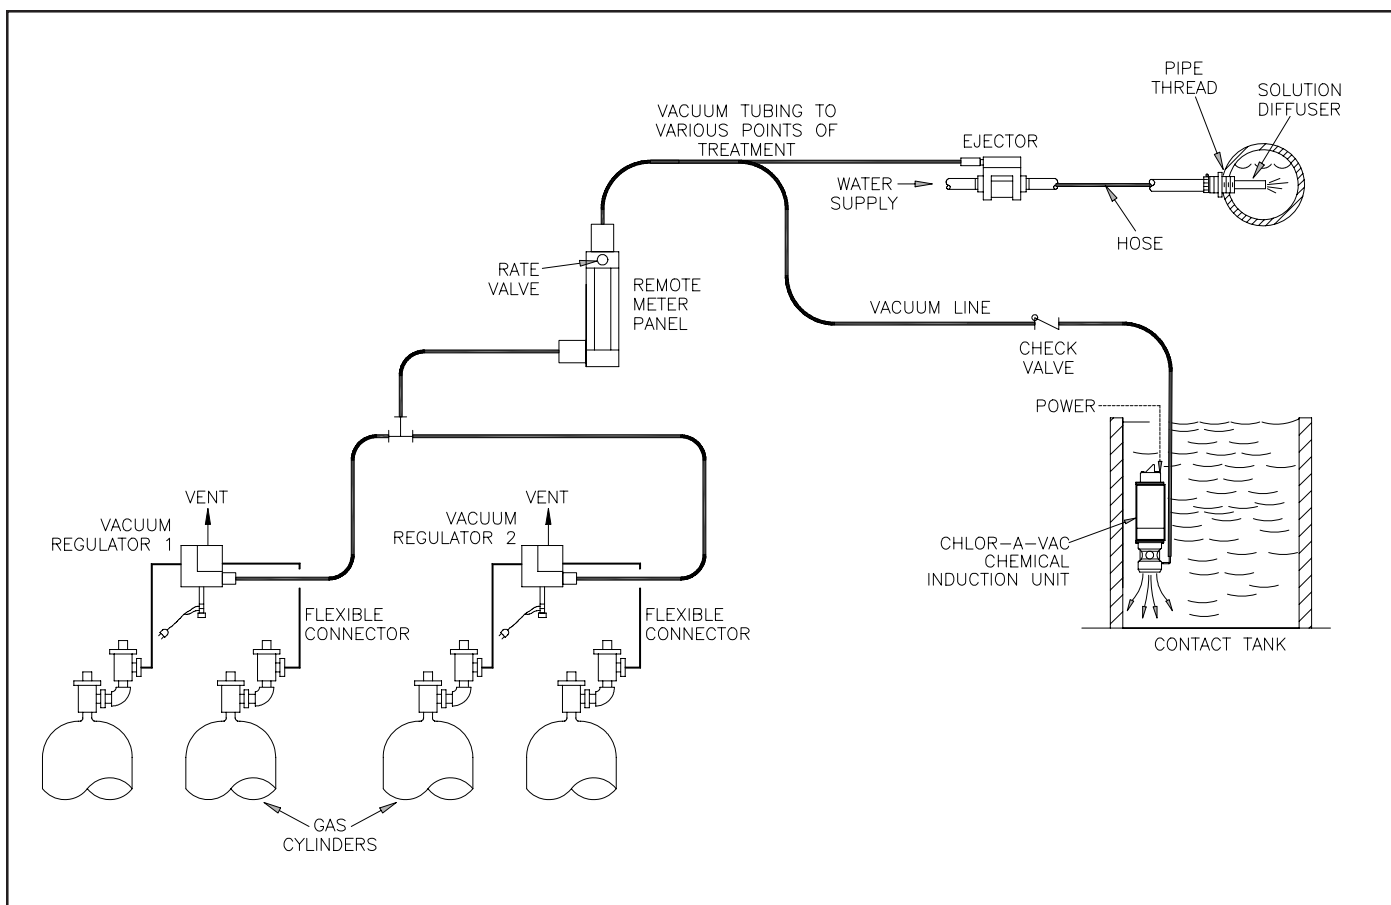 PIPE
THREAD
SOLUTION
DIFFUSER
VACUUM TUBING TO
VARIOUS POINTS OF
TREATMENT
EJECTOR
WATER
SUPPLY
HOSE
RATE
VALVE
REMOTE
METER
PANEL
VACUUM LINE
CHECK
VALVE
POWER
VENT
VACUUM
REGULATOR 1
VENT
VACUUM
REGULATOR 2
CHLOR-A-VAC
CHEMICAL
INDUCTION UNIT
FLEXIBLE
CONNECTOR
FLEXIBLE
CONNECTOR
CONTACT TANK
GAS
CYLINDERS